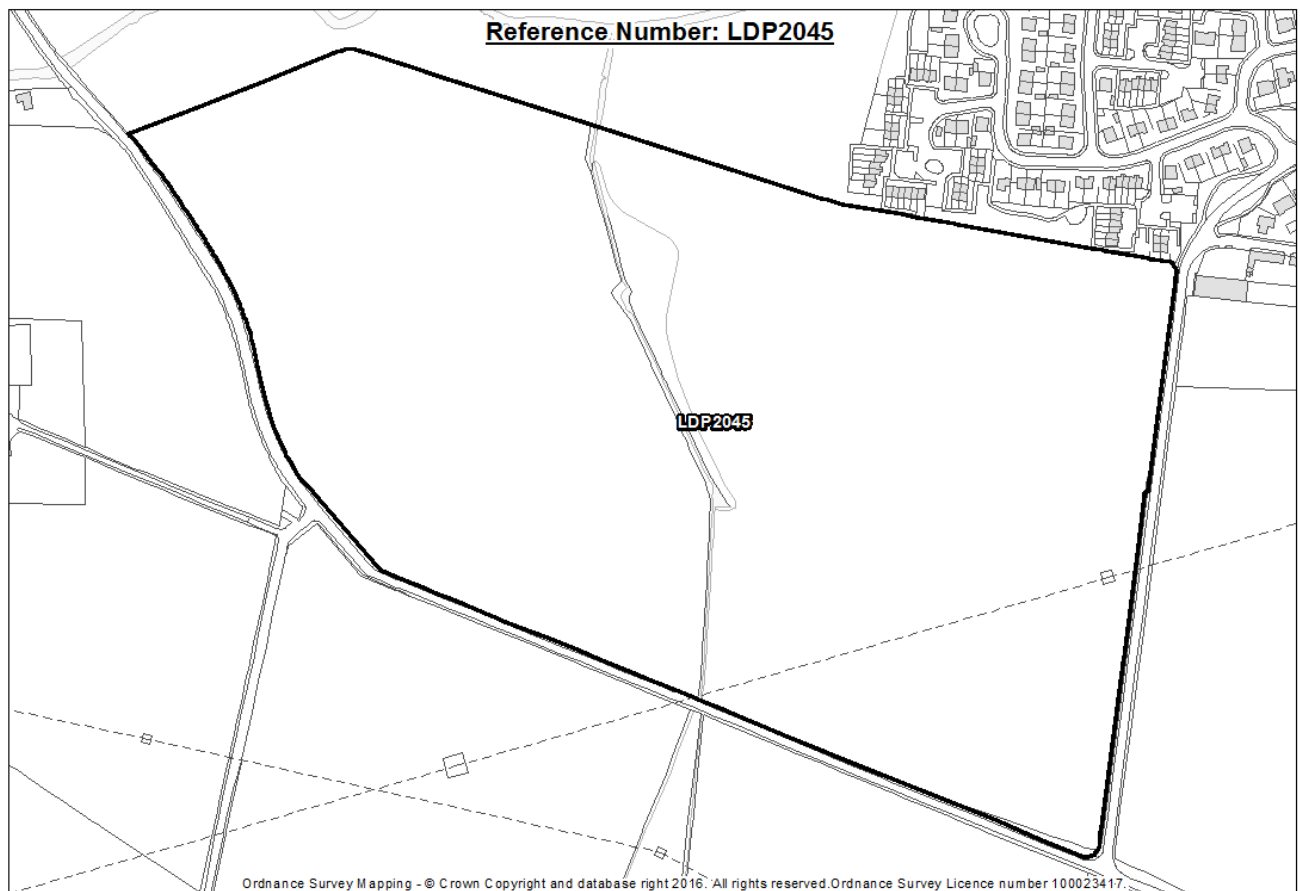 Reference Number: LDP2045
LDP2045
Ordnance Survey Mapping - © Crown Copyright and database right 2016. All rights reserved.Ordnance Survey Licence number 100023417.